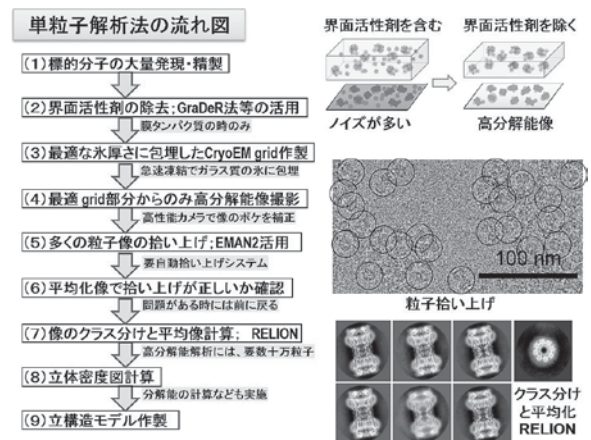 単粒子解析法の流れ図
(1)標的分子の大量発現・精製
(2)界面活性剤の除去;GraDeR法等の活用
膜タンパク質の時のみ
(3)最適な氷厚さに包埋したCryoEM grid作製
急速凍結でガラス質の氷に包埋
(4)最適 grid部分からのみ高分解能像撮影
高性能カメラで像のボケを補正
(5)多くの粒子像の拾い上げ;EMAN2活用
要自動拾い上げシステム
(6)平均化像で拾い上げが正しいか確認
問題がある時には前に戻る
(7)像のクラス分けと平均像計算; RELION
高分解能解析には、要数十万粒子
(8)立体密度図計算
分解能の計算なども実施
(9)立構造モデル作製
界面活性剤を含む
界面活性剤を除く
ノイズが多い
高分解能像
100 nm
粒子拾い上げ
クラス分け
と平均化
RELION